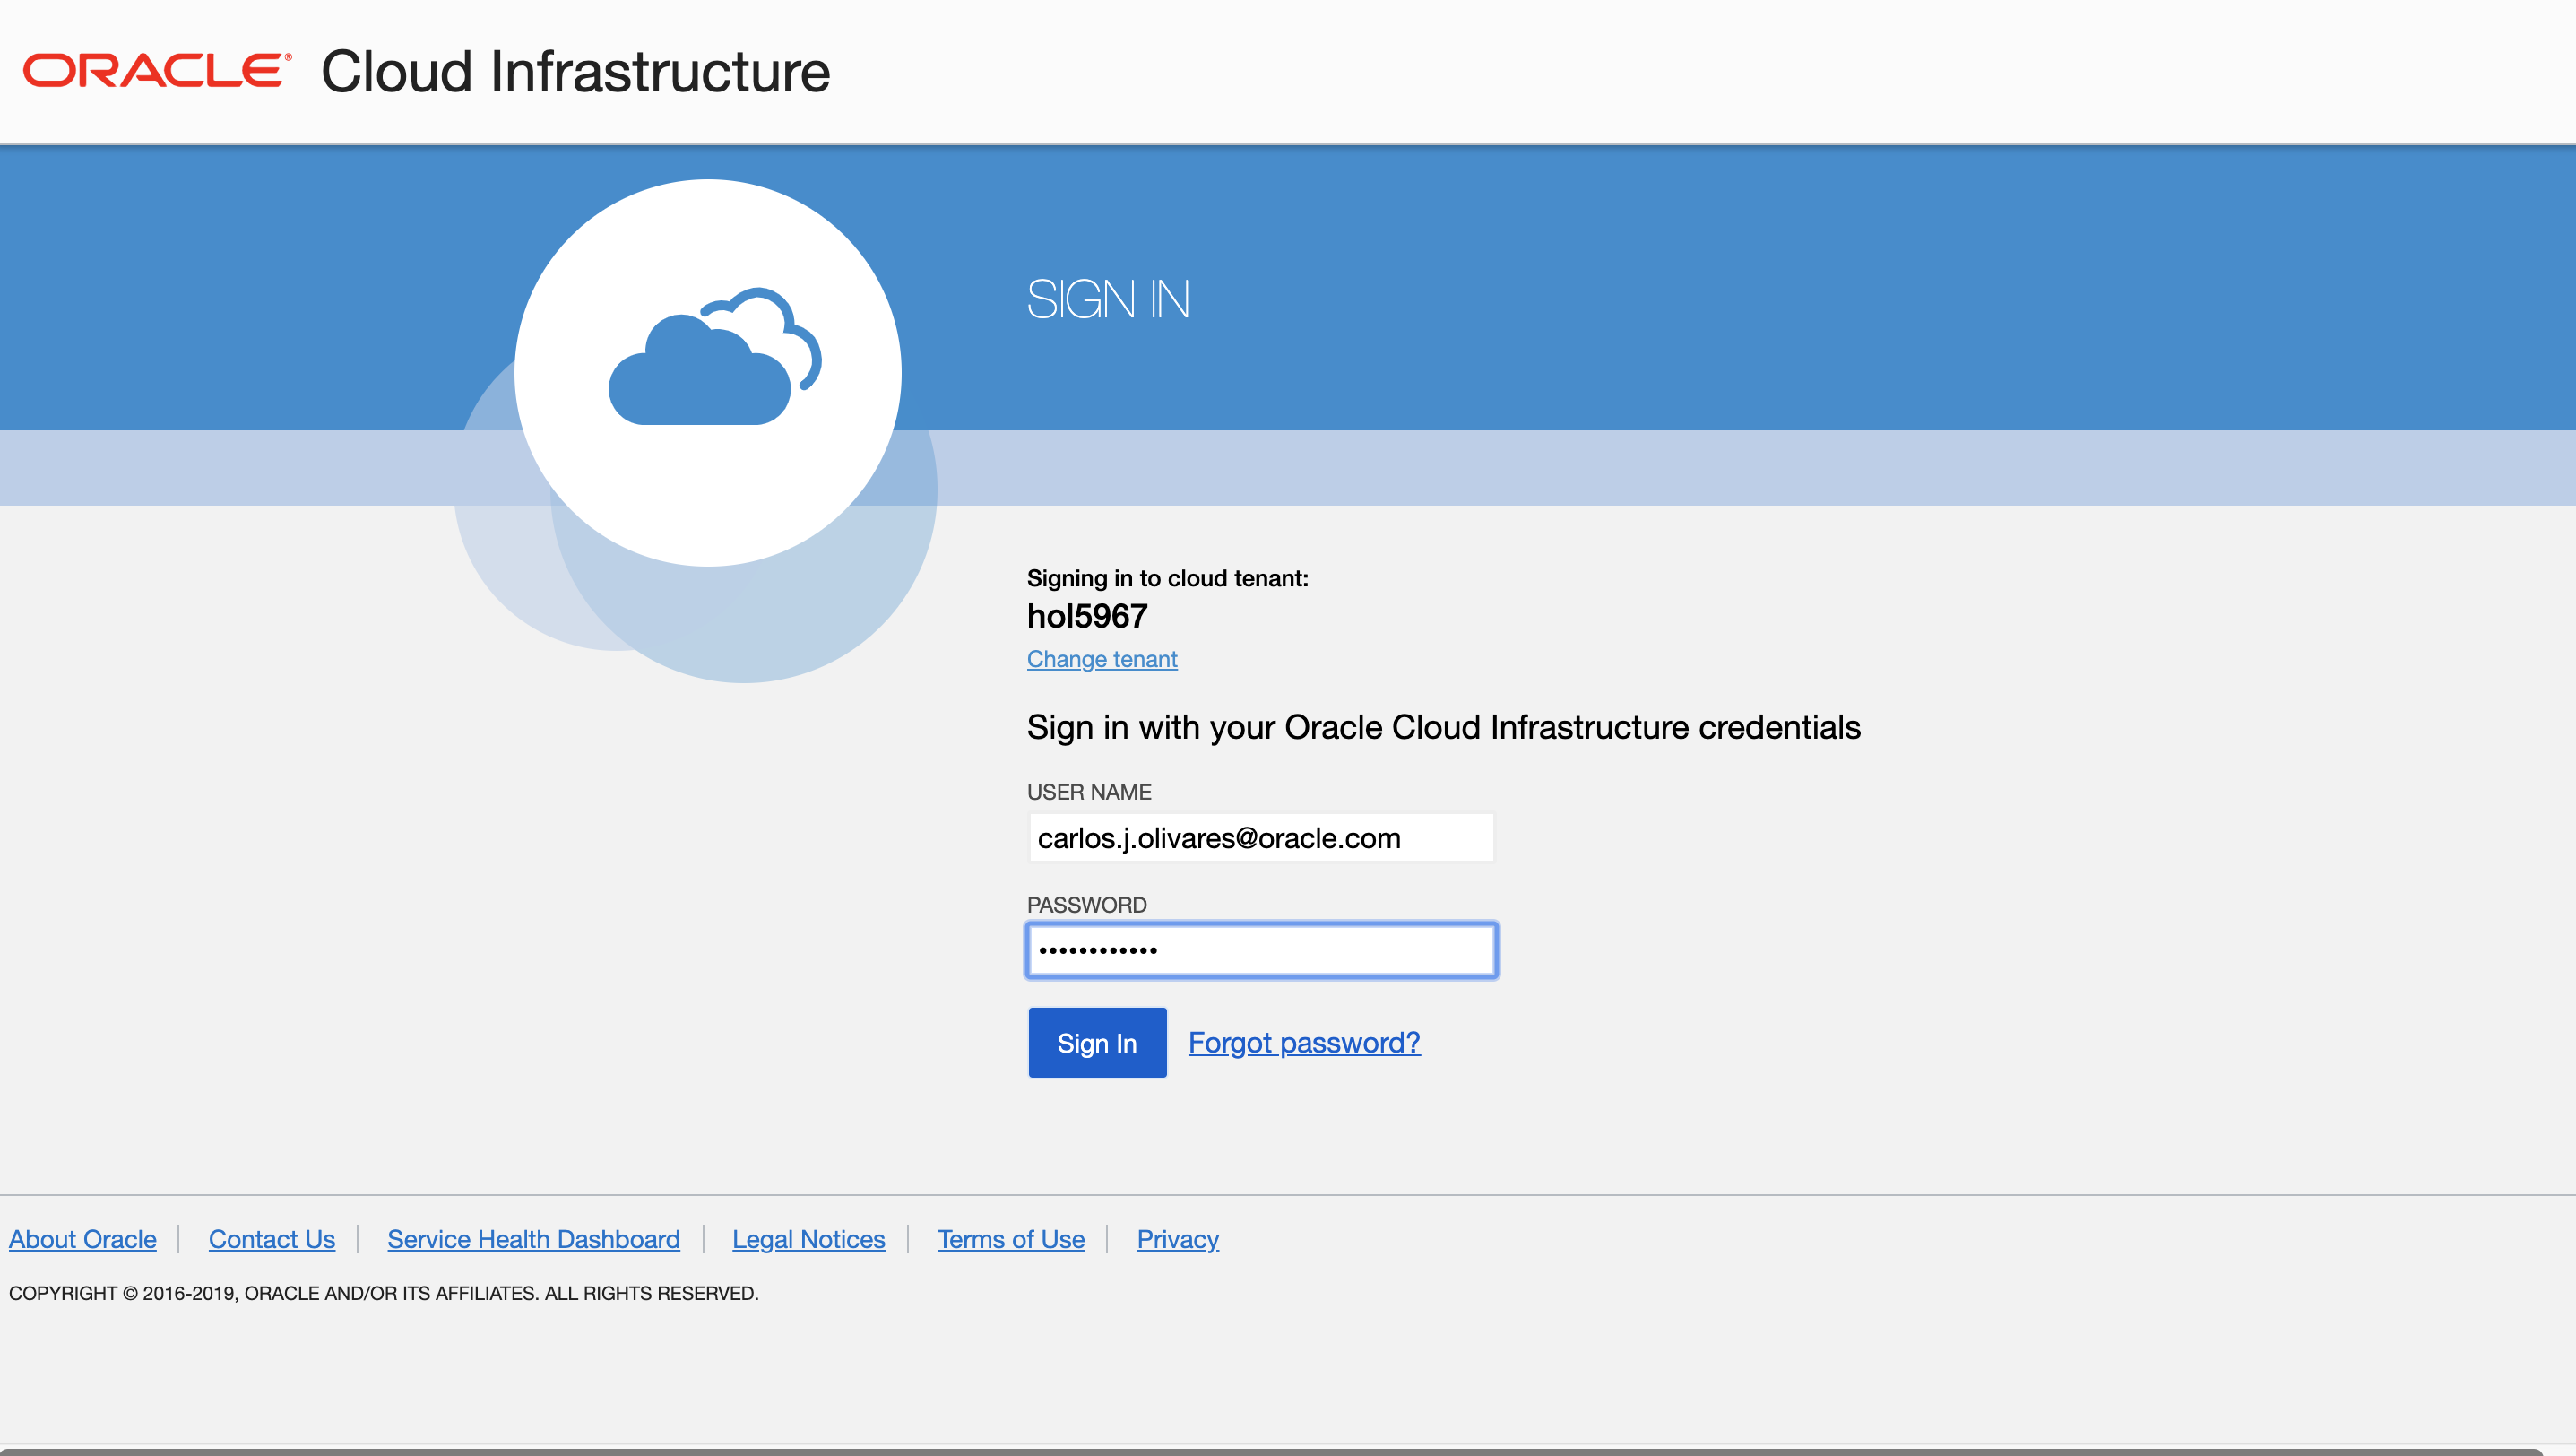 ORACLE® Cloud Infrastructure
SIGN IN
Signing in to cloud tenant:
hol5967
Change tenant
Sign in with your Oracle Cloud Infrastructure credentials
USER NAME
carlos.j.olivares@oracle.com
PASSWORD
••••••••••••
Sign In Forgot password?
About Oracle Contact Us Service Health Dashboard Legal Notices Terms of Use Privacy
COPYRIGHT © 2016-2019, ORACLE AND/OR ITS AFFILIATES. ALL RIGHTS RESERVED.